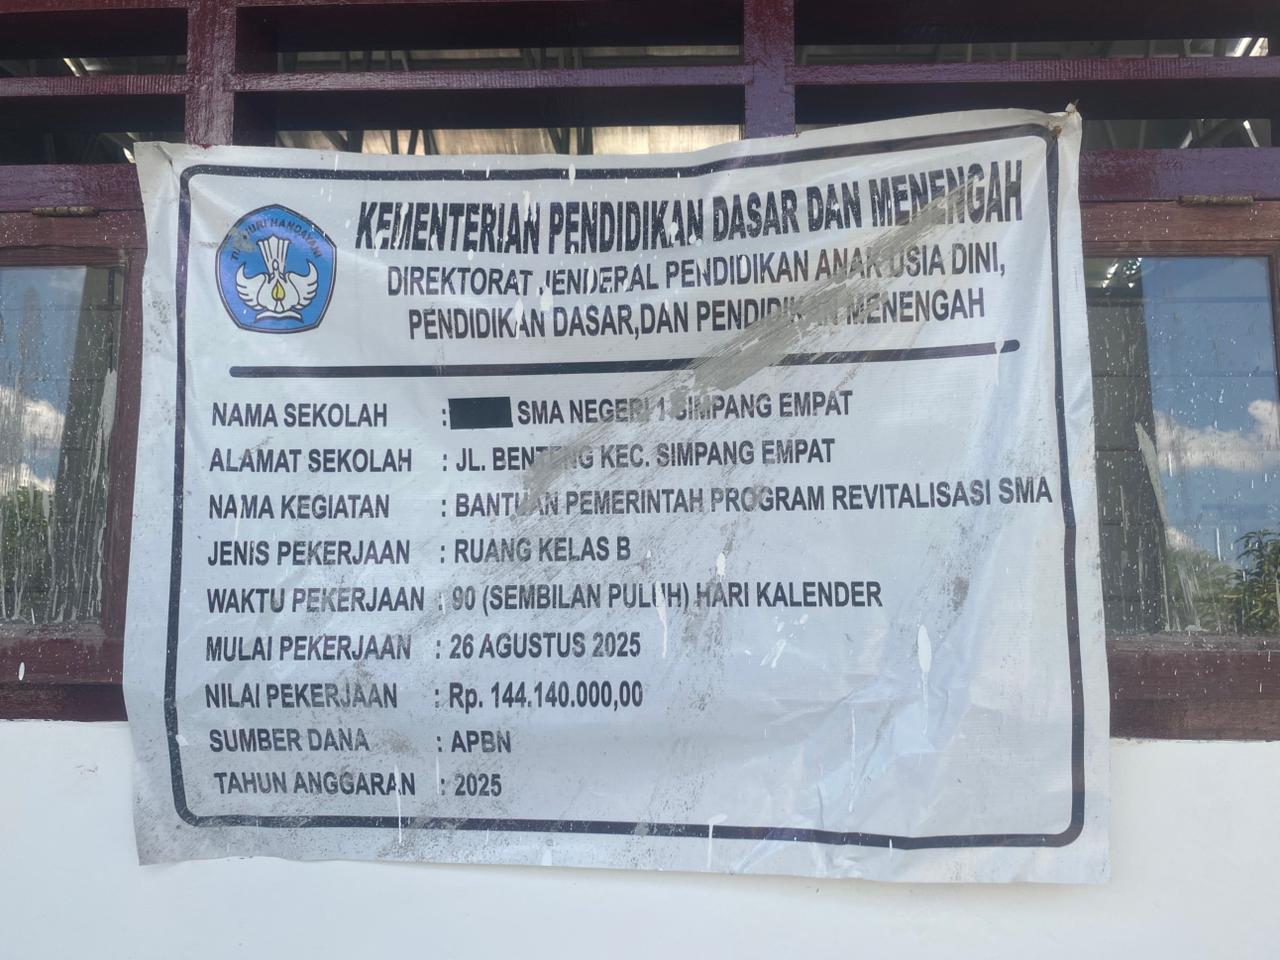 TUT WURI HANDAYANI
KEMENTERIAN PENDIDIKAN DASAR DAN MENENGAH
DIREKTORAT JENDERAL PENDIDIKAN ANAK USIA DINI,
PENDIDIKAN DASAR,DAN PENDIDIKAN MENENGAH
NAMA SEKOLAH : SMA NEGERI 1 SIMPANG EMPAT
ALAMAT SEKOLAH : JL. BENTENG KEC. SIMPANG EMPAT
NAMA KEGIATAN : BANTUAN PEMERINTAH PROGRAM REVITALISASI SMA
JENIS PEKERJAAN : RUANG KELAS B
WAKTU PEKERJAAN : 90 (SEMBILAN PULUH) HARI KALENDER
MULAI PEKERJAAN : 26 AGUSTUS 2025
NILAI PEKERJAAN : Rp. 144.140.000,00
SUMBER DANA : APBN
TAHUN ANGGARAN : 2025